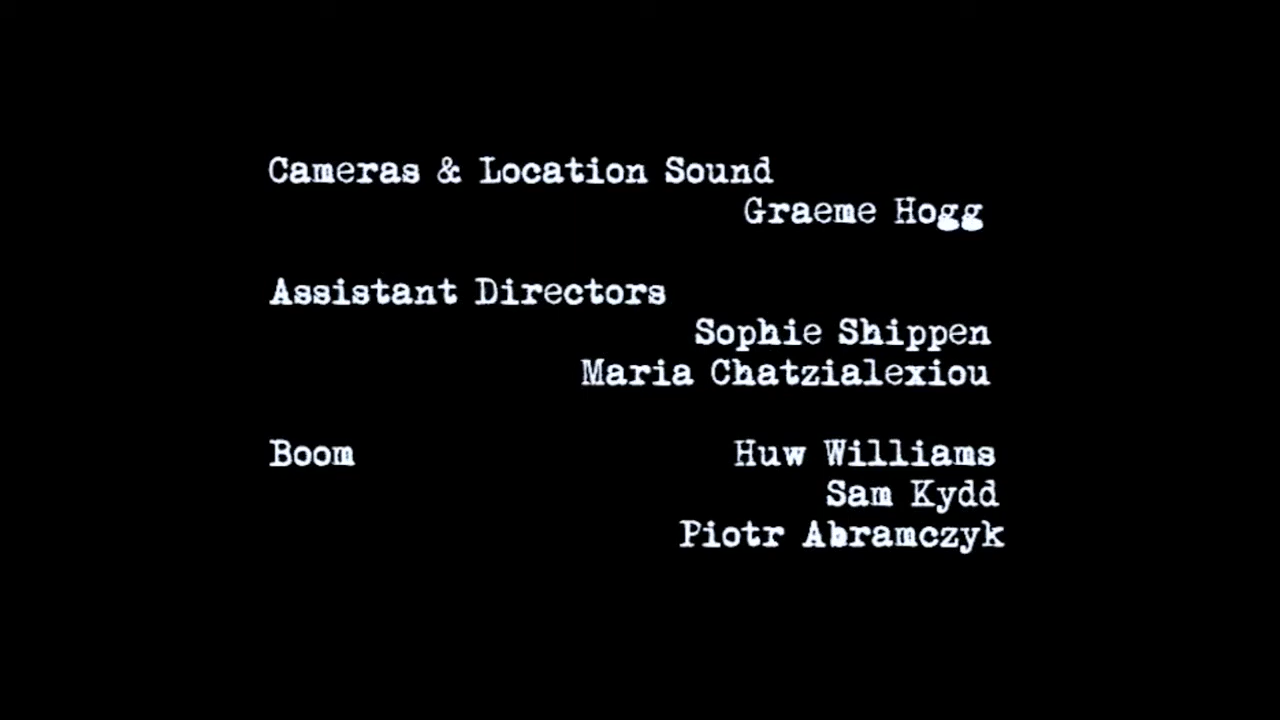 Cameras & Location Sound
Graeme Hogg
Assistant Directors
Sophie Shippen
Maria Chatzialexiou
Boom Huw Williams
Sam Kydd
Piotr Abramczyk